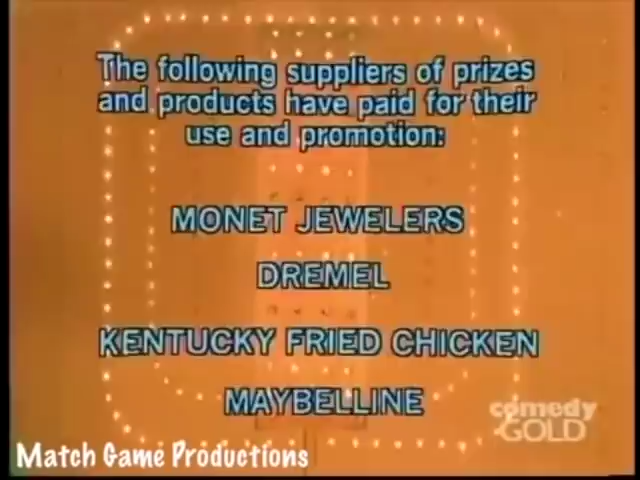 The following suppliers of prizes
and products have paid for their
use and promotion:
MONET JEWELERS
DREMEL
KENTUCKY FRIED CHICKEN
MAYBELLINE
comedy
GOLD
Match Game Productions